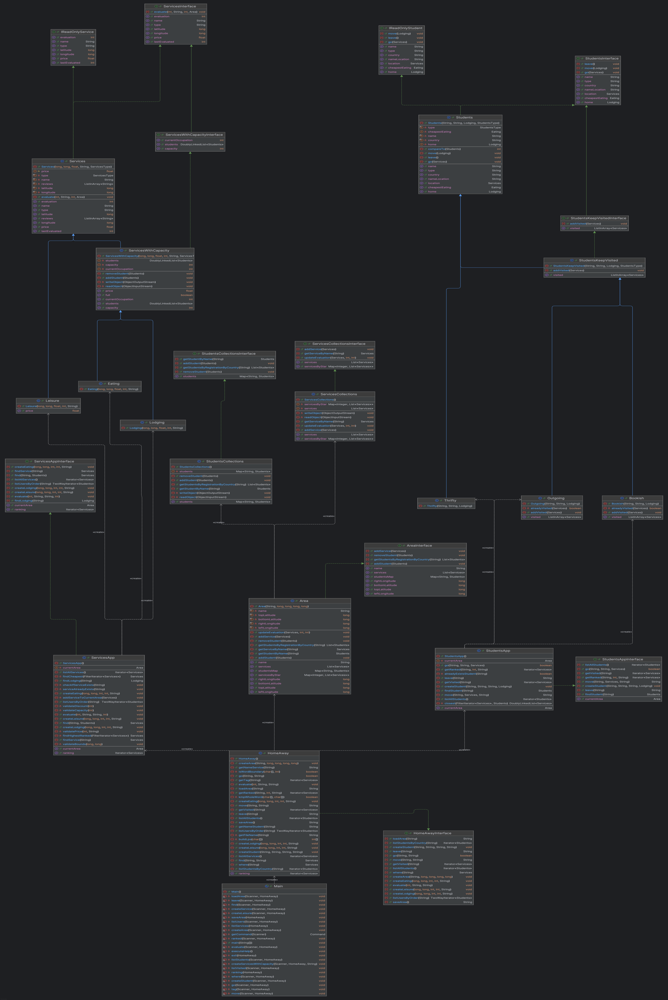 ServicesInterface
evaluate(int, String, int, Area) void
evaluation int
name String
type String
latitude long
longitude long
price float
lastEvaluated int
IReadOnlyService
evaluation int
name String
type String
latitude long
longitude long
price float
lastEvaluated int
IReadOnlyStudent
move(Lodging) void
leave() void
go(Services) void
name String
type String
country String
nameLocation String
location Services
cheapestEating Eating
home Lodging
StudentsInterface
leave() void
move(Lodging) void
go(Services) void
name String
type String
country String
nameLocation String
location Services
cheapestEating Eating
home Lodging
Students
Students(String, String, Lodging, StudentsType)
type StudentsType
cheapestEating Eating
name String
country String
home Lodging
compareTo(Students) int
move(Lodging) void
leave() void
go(Services) void
name String
type String
country String
nameLocation String
location Services
cheapestEating Eating
home Lodging
ServicesWithCapacityInterface
currentOccupation int
students DoublyLinkedList<Students>
capacity int
Services
Services(long, long, float, String, ServicesType)
price float
type ServicesType
name String
reviews ListInArray<String>
latitude long
longitude long
evaluate(int, String, int, Area) void
evaluation int
name String
type String
latitude long
reviews ListInArray<String>
longitude long
price float
lastEvaluated int
StudentsKeepVisitedInterface
addVisited(Services) void
visited ListInArray<Services>
ServicesWithCapacity
ServicesWithCapacity(long, long, float, int, String, ServicesT
students DoublyLinkedList<Students>
capacity int
currentOccupation int
removeStudent(Students) void
addStudent(Students) void
writeObject(ObjectOutputStream) void
readObject(ObjectInputStream) void
price float
full boolean
currentOccupation int
students DoublyLinkedList<Students>
capacity int
StudentsKeepVisited
StudentsKeepVisited(String, String, Lodging, StudentsType)
addVisited(Services) void
visited ListInArray<Services>
ServicesCollectionsInterface
addService(Services) void
getServiceByName(String) Services
updateEvaluation(Services, int, int) void
services List<Services>
servicesByStar Map<Integer, List<Services>>
StudentsCollectionsInterface
getStudentByName(String) Students
addStudent(Students) void
getStudentsByRegistrationByCountry(String) List<Students>
removeStudent(Students) void
students Map<String, Students>
Eating
Eating(long, long, float, int, String)
ServicesCollections
ServicesCollections()
servicesByStar Map<Integer, List<Services>>
services List<Services>
writeObject(ObjectOutputStream) void
readObject(ObjectInputStream) void
getServiceByName(String) Services
updateEvaluation(Services, int, int) void
addService(Services) void
services List<Services>
servicesByStar Map<Integer, List<Services>>
Leisure
Leisure(long, long, float, int, String)
price float
Lodging
Lodging(long, long, float, int, String)
ServicesAppInterface
createEating(long, long, int, int, String) void
findService(String) Services
find(String, Students) Services
listAllServices() Iterator<Services>
listUsersByOrder(String) TwoWayIterator<Students>
createLodging(long, long, int, int, String) void
createLeisure(long, long, int, int, String) void
evaluate(int, String, String, int) void
findLodging(String) Lodging
currentArea Area
ranking Iterator<Services>
StudentsCollections
StudentsCollections()
students Map<String, Students>
removeStudent(Students) void
addStudent(Students) void
getStudentsByRegistrationByCountry(String) List<Students>
getStudentByName(String) Students
writeObject(ObjectOutputStream) void
readObject(ObjectInputStream) void
students Map<String, Students>
Thrifty
Thrifty(String, String, Lodging)
Outgoing
Outgoing(String, String, Lodging)
alreadyVisited(Services) boolean
addVisited(Services) void
visited ListInArray<Services>
Bookish
Bookish(String, String, Lodging)
alreadyVisited(Services) boolean
addVisited(Services) void
visited ListInArray<Services>
«create»
«create»
«create»
«create»
«create»
«create»
«create»
«create»
AreaInterface
addService(Services) void
removeStudent(Students) void
getStudentsByRegistrationByCountry(String) List<Students>
addStudent(Students) void
name String
services List<Services>
studentsMap Map<String, Students>
rightLongitude long
bottomLatitude long
topLatitude long
leftLongitude long
Area
Area(String, long, long, long, long)
name String
topLatitude long
bottomLatitude long
rightLongitude long
leftLongitude long
updateEvaluation(Services, int, int) void
addService(Services) void
removeStudent(Students) void
getStudentsByRegistrationByCountry(String) List<Students>
getServiceByName(String) Services
getStudentByName(String) Students
addStudent(Students) void
name String
services List<Services>
studentsMap Map<String, Students>
servicesByStar Map<Integer, List<Services>>
rightLongitude long
bottomLatitude long
topLatitude long
leftLongitude long
ServicesApp
ServicesApp()
currentArea Area
listAllServices() Iterator<Services>
findCheapest(FilterIterator<Services>) Services
findLodging(String) Lodging
checkIfServiceExists(String) void
serviceAlreadyExists(String) void
createEating(long, long, int, int, String) void
addServiceToCurrentArea(Services) void
listUsersByOrder(String) TwoWayIterator<Students>
validateDiscount(int) void
validateCapacity(int) void
evaluate(int, String, String, int) void
createLeisure(long, long, int, int, String) void
find(String, Students) Services
createLodging(long, long, int, int, String) void
validatePrice(int, String) void
findHighestRanked(FilterIterator<Services>) Services
findService(String) Services
validateBounds(long, long) void
currentArea Area
ranking Iterator<Services>
StudentsApp
StudentsApp()
currentArea Area
go(String, String, Services) boolean
getRanked(String, int, String) Iterator<Services>
alreadyExistsStudent(String) boolean
leave(String) String
getVisited(String) Iterator<Services>
createStudent(String, String, String, Lodging) void
findStudent(String) Students
move(String, Services, String) String
listAllStudents() Iterator<Students>
closest(FilterIterator<Services>, Students) DoublyLinkedList<Services>
currentArea Area
StudentsAppInterface
listAllStudents() Iterator<Students>
go(String, String, Services) boolean
getVisited(String) Iterator<Services>
getRanked(String, int, String) Iterator<Services>
move(String, Services, String) String
createStudent(String, String, String, Lodging) void
leave(String) String
findStudent(String) Students
currentArea Area
«create»
«create»
«create»
HomeAway
HomeAway()
createArea(String, long, long, long, long) void
getNameService(String) String
isWordBoundary(char[], int) boolean
go(String, String) boolean
getTag(String) Iterator<Services>
evaluate(int, String, String) void
loadArea(String) String
getRanked(String, int, String) Iterator<Services>
kmpWholeWord(char[], char[]) boolean
createEating(long, long, int, int, String) void
move(String, String) String
getVisited(String) Iterator<Services>
leave(String) String
listAllStudents() Iterator<Students>
saveArea() String
getNameStudent(String) String
listUsersByOrder(String) TwoWayIterator<Students>
getFileName(String) String
buildLps(char[]) int[]
createLodging(long, long, int, int, String) void
createLeisure(long, long, int, int, String) void
createStudent(String, String, String, String) void
listAllServices() Iterator<Services>
find(String, String) Services
where(String) Services
listStudentsByCountry(String) Iterator<Students>
ranking Iterator<Services>
HomeAwayInterface
loadArea(String) String
listStudentsByCountry(String) Iterator<Students>
createStudent(String, String, String, String) void
leave(String) String
go(String, String) boolean
move(String, String) String
getVisited(String) Iterator<Services>
listAllStudents() Iterator<Students>
where(String) Services
createArea(String, long, long, long, long) void
createEating(long, long, int, int, String) void
evaluate(int, String, String) void
createLeisure(long, long, int, int, String) void
createLodging(long, long, int, int, String) void
listUsersByOrder(String) TwoWayIterator<Students>
saveArea() String
«create»
Main
Main()
loadArea(Scanner, HomeAway) void
leave(Scanner, HomeAway) void
find(Scanner, HomeAway) void
createService(Scanner, HomeAway) void
createLeisure(Scanner, HomeAway) void
saveArea(HomeAway) void
listUsers(Scanner, HomeAway) void
listServices(HomeAway) void
createArea(Scanner, HomeAway) void
getCommand(Scanner) Command
ranked(Scanner, HomeAway) void
main(String[]) void
evaluate(Scanner, HomeAway) void
executeHelp() void
exit(HomeAway) void
listStudents(Scanner, HomeAway) void
createServicesWithCapacity(Scanner, HomeAway, String) void
listVisited(Scanner, HomeAway) void
ranking(HomeAway) void
where(Scanner, HomeAway) void
createStudent(Scanner, HomeAway) void
go(Scanner, HomeAway) void
tag(Scanner, HomeAway) void
move(Scanner, HomeAway) void